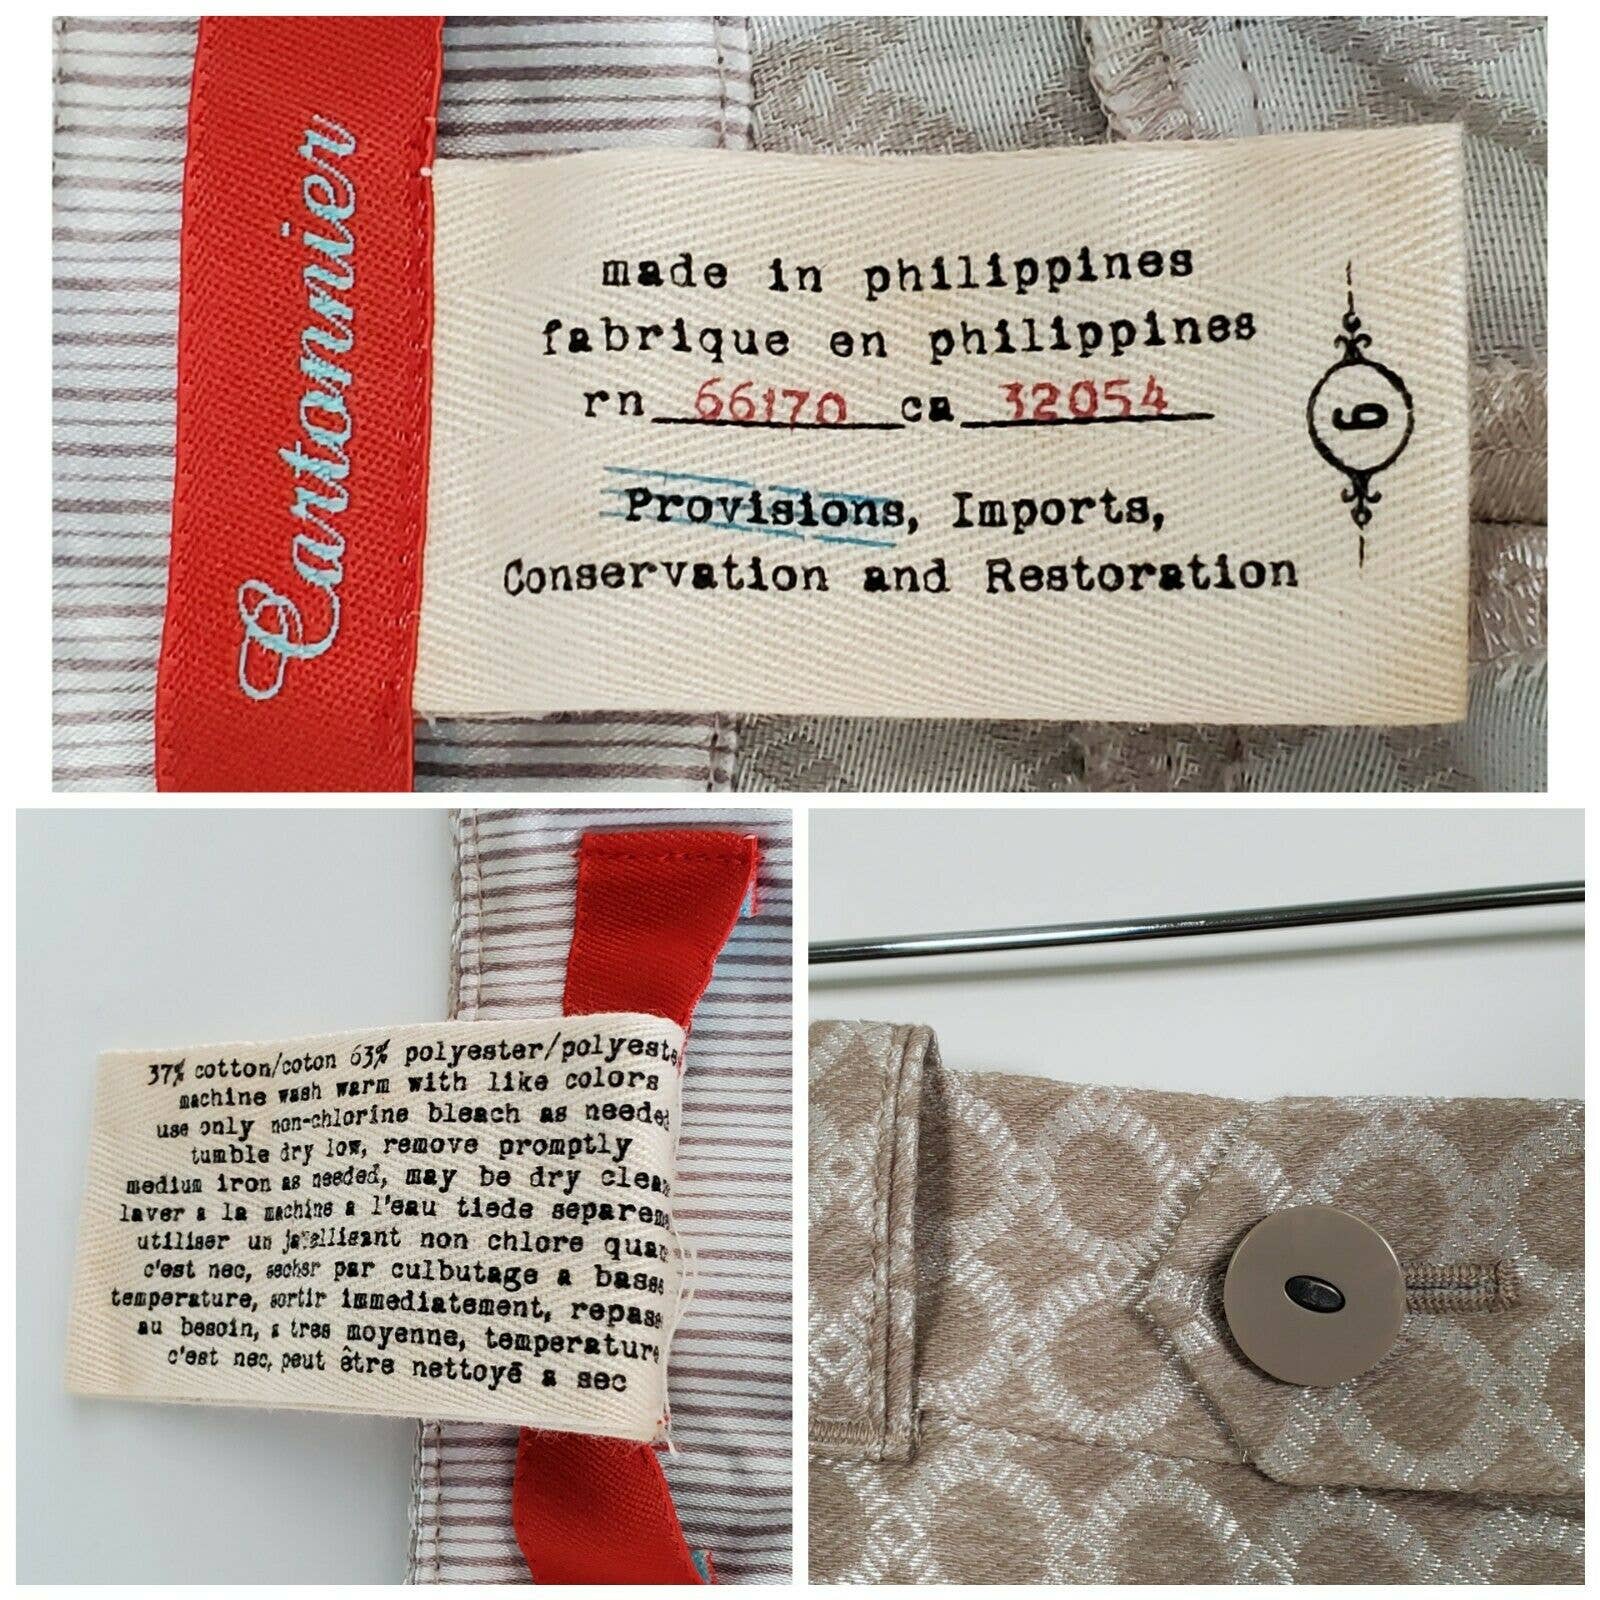 Cartonnier
made in philippines
fabrique en philippines
rn 66170 ca 32054
Provisions, Imports,
Conservation and Restoration
6
37% cotton/coton 63% polyester/polyeste
machine wash warm with like colors
use only non-chlorine bleach as needed
tumble dry low, remove promptly
medium iron as needed, may be dry clean
laver a la machine a l'eau tiede separeme
utiliser un javellisant non chlore quan
c'est nec, secher par culbutage a basse
temperature, sortir immediatement, repass
au besoin, a tres moyenne, temperature
c'est nec, peut être nettoyé a sec